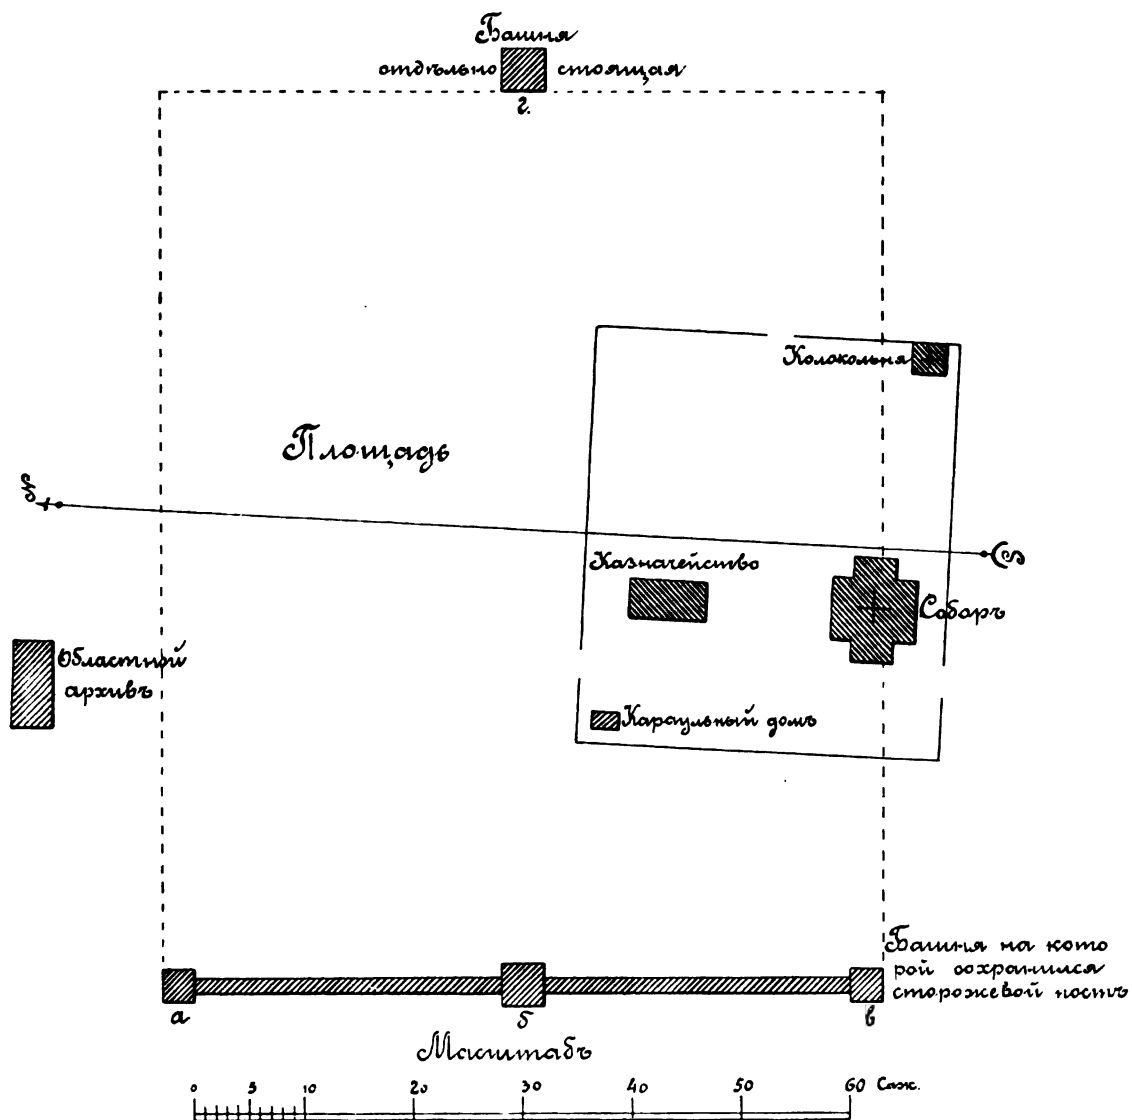 Башня
отдѣльно стоящая
г.
Колокольня
Площадь
Казначейство
Соборъ
Областной
архивъ
Караульный домъ
Башня на кото
рой сохранился
сторожевой постъ
а
б
в
Масштабъ
0 5 10 20 30 40 50 60 Саж.